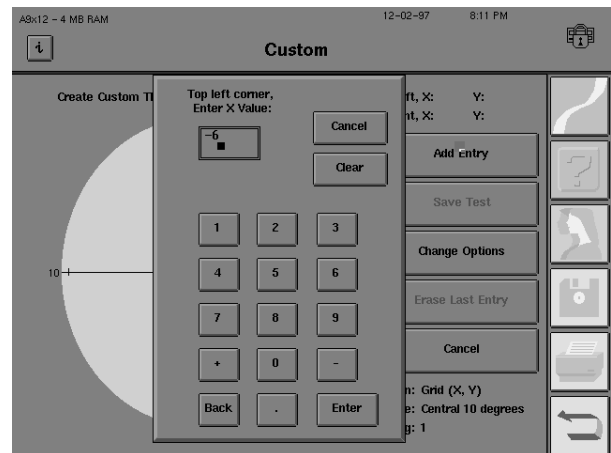 A9x12 - 4 MB RAM 12-02-97 8:11 PM
i
Custom
Create Custom
Top left corner,
Enter X Value:
-6
Cancel
Clear
1 2 3
4 5 6
7 8 9
+ 0 -
Back . Enter
10
X: Y:
X: Y:
Add Entry
Save Test
Change Options
Erase Last Entry
Cancel
Grid (X, Y)
Central 10 degrees
1
?